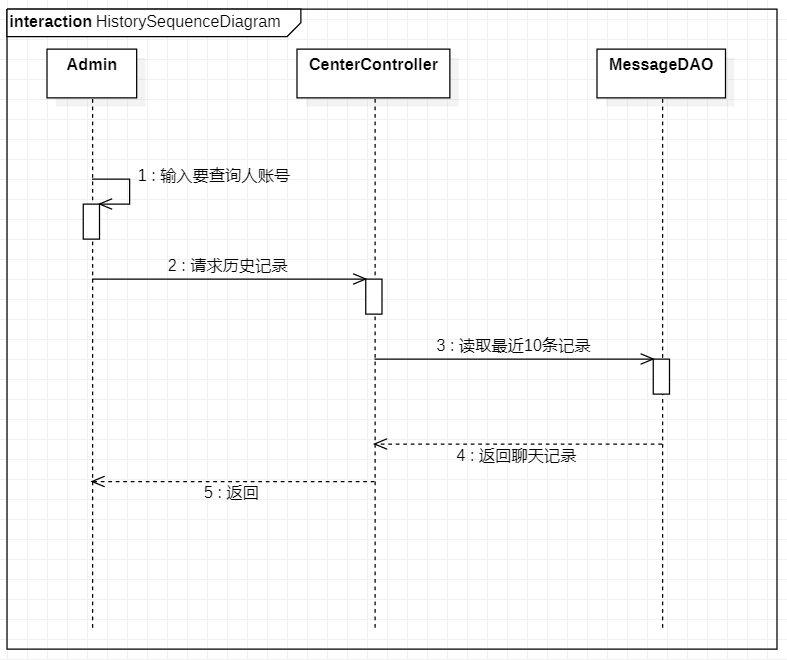 interaction HistorySequenceDiagram
Admin
CenterController
MessageDAO
1 : 输入要查询人账号
2 : 请求历史记录
3 : 读取最近10条记录
4 : 返回聊天记录
5 : 返回